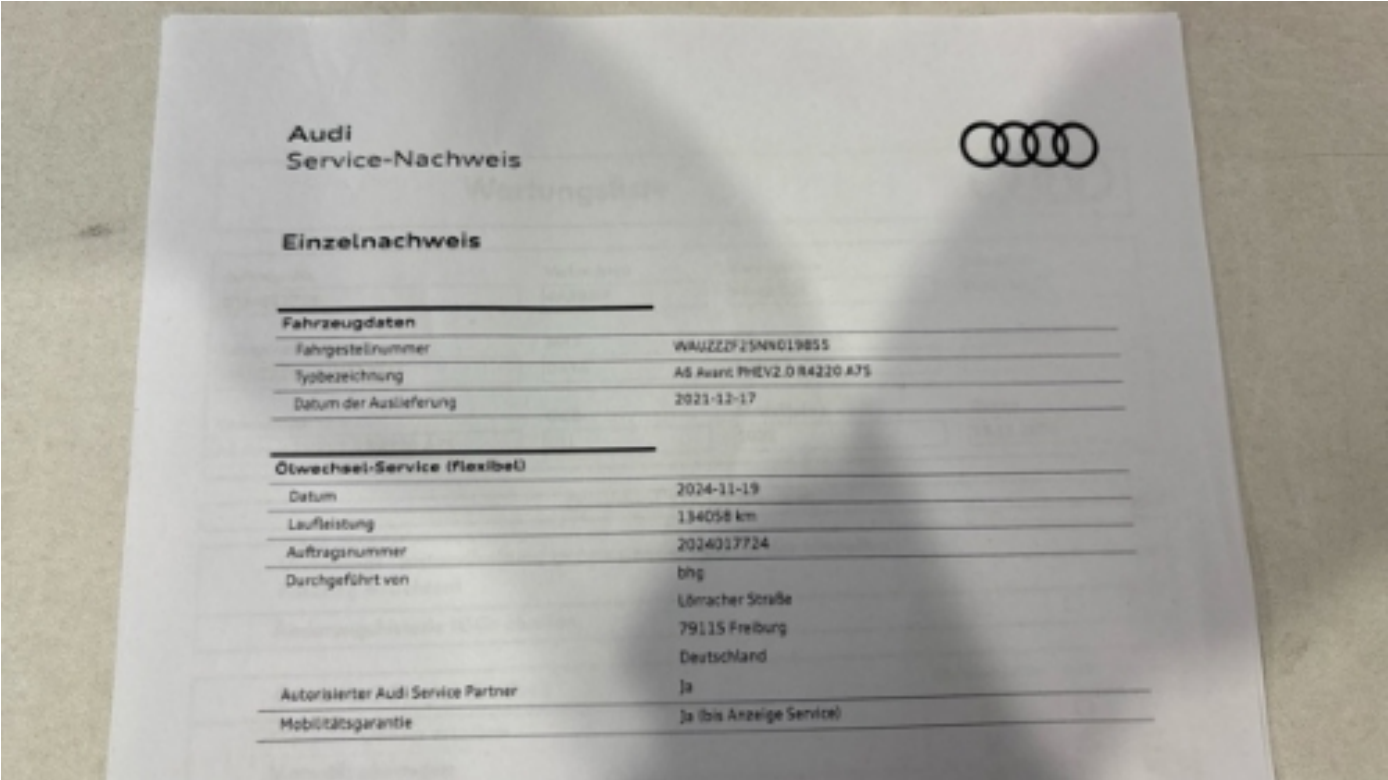 Audi
Service-Nachweis
Wartungsliste
Einzelnachweis
Fahrzeugdaten
Fahrgestellnummer WAUZZZF25NN019855
Typbezeichnung A6 Avant PHEV2.0 R4220 A7S
Datum der Auslieferung 2021-12-17
Ölwechsel-Service (flexibel)
Datum 2024-11-19
Laufleistung 134058 km
Auftragsnummer 2024017724
Durchgeführt von bhg
Lörracher Straße
79115 Freiburg
Deutschland
Autorisierter Audi Service Partner Ja
Mobilitätsgarantie Ja (bis Anzeige Service)